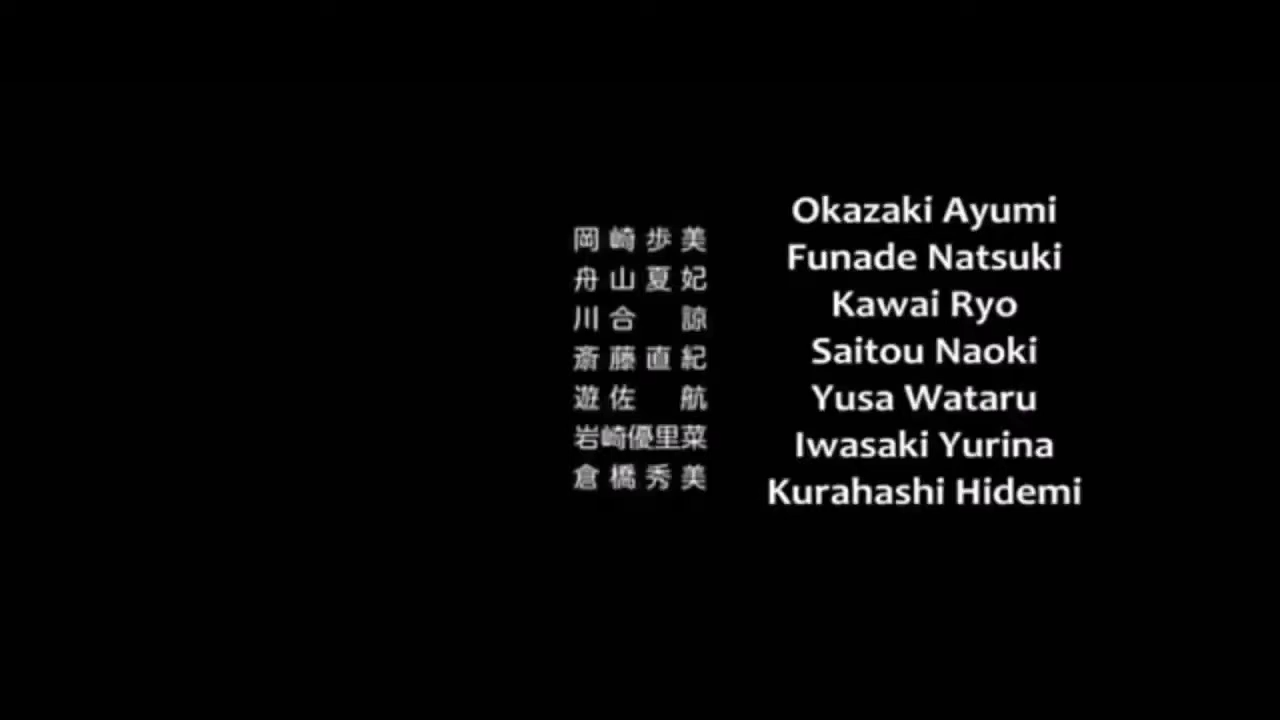 岡崎歩美
舟山夏妃
川合 諒
斎藤直紀
遊佐 航
岩崎優里菜
倉橋秀美
Okazaki Ayumi
Funade Natsuki
Kawai Ryo
Saitou Naoki
Yusa Wataru
Iwasaki Yurina
Kurahashi Hidemi